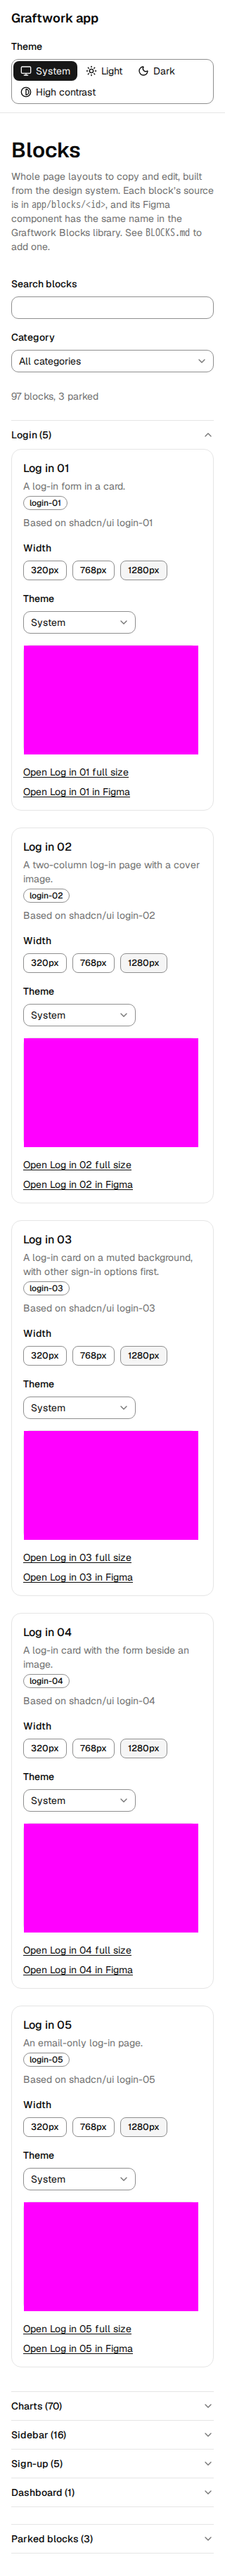 Graftwork app
Theme
System
Light
Dark
High contrast
Blocks
Whole page layouts to copy and edit, built
from the design system. Each block's source
is in app/blocks/<id>, and its Figma
component has the same name in the
Graftwork Blocks library. See BLOCKS.md to
add one.
Search blocks
Category
All categories
97 blocks, 3 parked
Login (5)
Log in 01
A log-in form in a card.
login-01
Based on shadcn/ui login-01
Width
320px 768px 1280px
Theme
System
Open Log in 01 full size
Open Log in 01 in Figma
Log in 02
A two-column log-in page with a cover
image.
login-02
Based on shadcn/ui login-02
Width
320px 768px 1280px
Theme
System
Open Log in 02 full size
Open Log in 02 in Figma
Log in 03
A log-in card on a muted background,
with other sign-in options first.
login-03
Based on shadcn/ui login-03
Width
320px 768px 1280px
Theme
System
Open Log in 03 full size
Open Log in 03 in Figma
Log in 04
A log-in card with the form beside an
image.
login-04
Based on shadcn/ui login-04
Width
320px 768px 1280px
Theme
System
Open Log in 04 full size
Open Log in 04 in Figma
Log in 05
An email-only log-in page.
login-05
Based on shadcn/ui login-05
Width
320px 768px 1280px
Theme
System
Open Log in 05 full size
Open Log in 05 in Figma
Charts (70)
Sidebar (16)
Sign-up (5)
Dashboard (1)
Parked blocks (3)